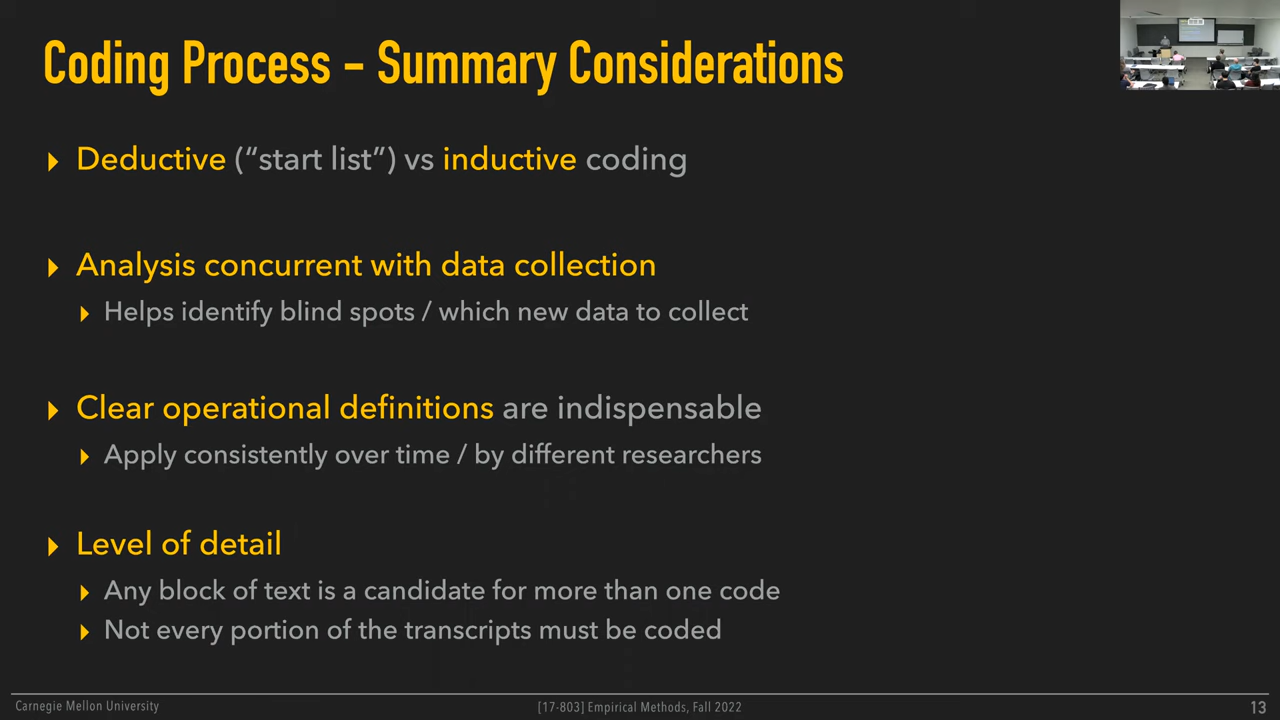 Coding Process – Summary Considerations
Deductive (“start list”) vs inductive coding
Analysis concurrent with data collection
Helps identify blind spots / which new data to collect
Clear operational definitions are indispensable
Apply consistently over time / by different researchers
Level of detail
Any block of text is a candidate for more than one code
Not every portion of the transcripts must be coded
Carnegie Mellon University
[17-803] Empirical Methods, Fall 2022
13